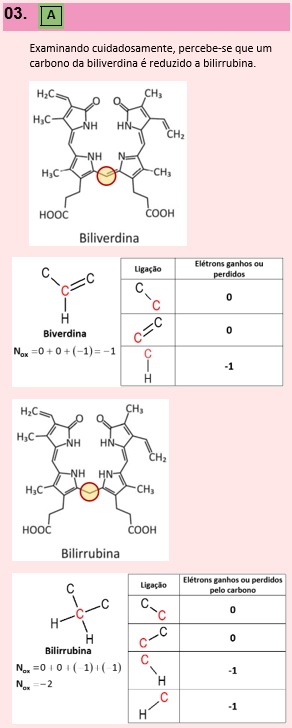 03. A
Examinando cuidadosamente, percebe-se que um
carbono da biliverdina é reduzido a bilirrubina.
H₂C CH₃
O O
H₃C NH HN
CH₂
NH N
H₃C CH₃
HOOC COOH
Biliverdina
Ligação Elétrons ganhos ou
perdidos
C C
C
H
Biverdina
Nox =0+0+(−1)=−1
C
C
0
C C
0
C
H
-1
CH₃
H₂C O O
H₃C NH HN
CH₂
NH HN
H₃C CH₃
HOOC COOH
Bilirrubina
Ligação Elétrons ganhos ou perdidos
pelo carbono
C
C
C
H
H
Bilirrubina
Nox =0+0+(−1)+(−1)
Nox =−2
C
C
0
C
C
0
C
H
-1
C
H
-1